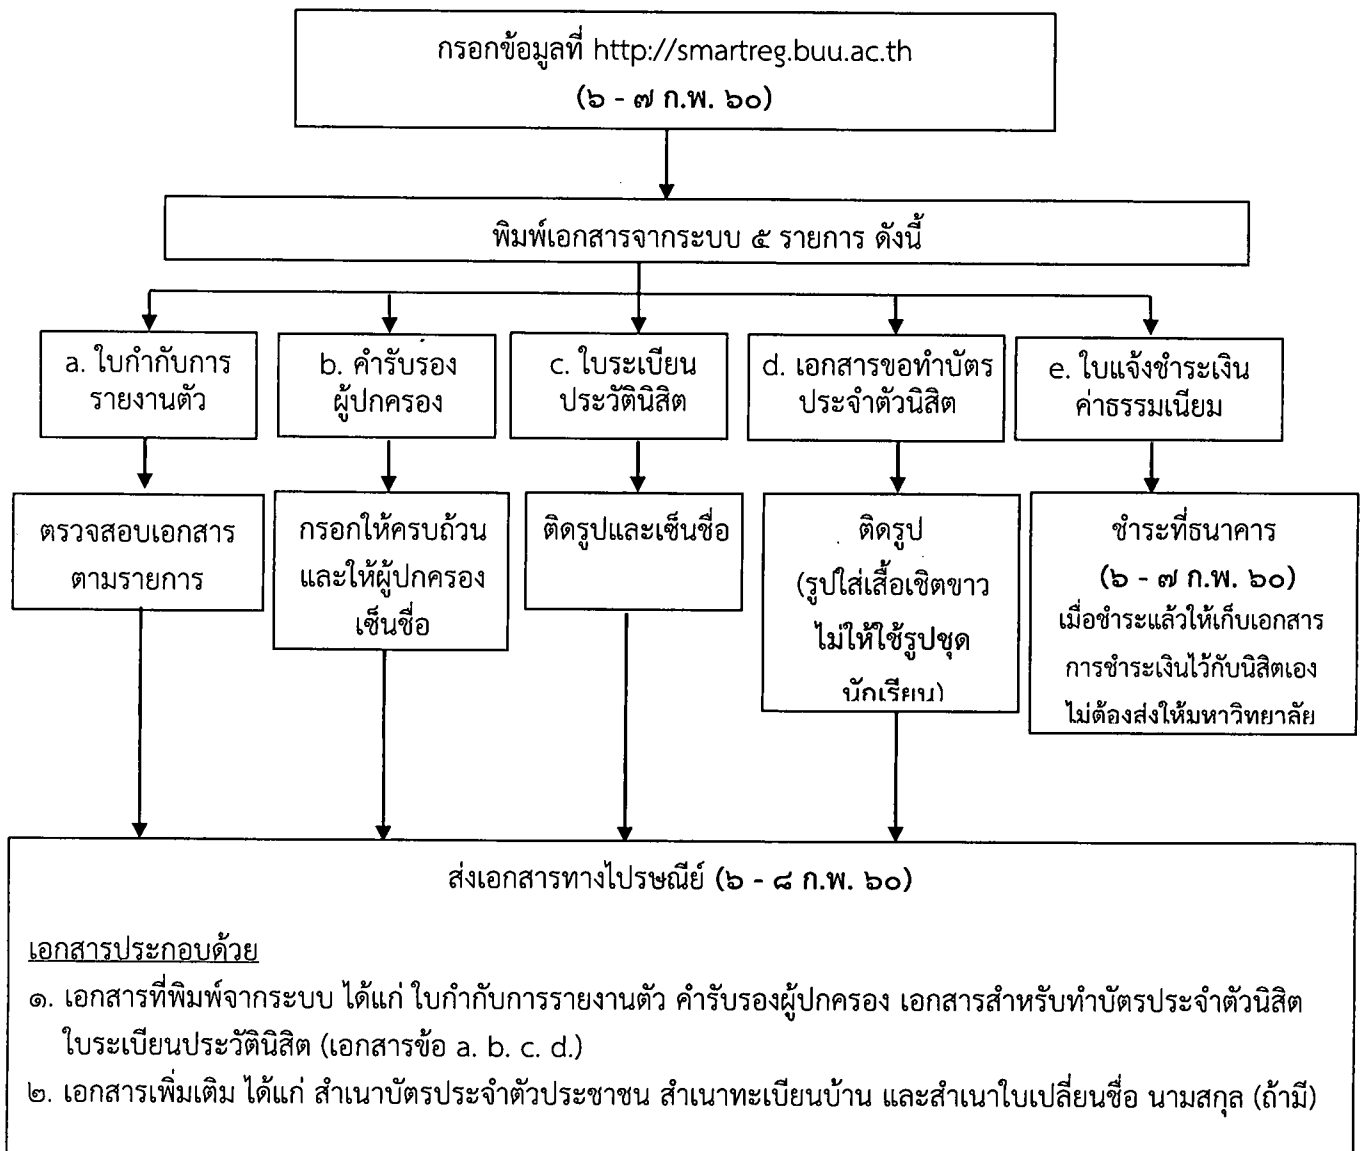 กรอกข้อมูลที่ http://smartreg.buu.ac.th
(๖ - ๗ ก.พ. ๖๐)
พิมพ์เอกสารจากระบบ ๕ รายการ ดังนี้
a. ใบกำกับการ
รายงานตัว
b. คำรับรอง
ผู้ปกครอง
c. ใบระเบียน
ประวัตินิสิต
d. เอกสารขอทำบัตร
ประจำตัวนิสิต
e. ใบแจ้งชำระเงิน
ค่าธรรมเนียม
ตรวจสอบเอกสาร
ตามรายการ
กรอกให้ครบถ้วน
และให้ผู้ปกครอง
เซ็นชื่อ
ติดรูปและเซ็นชื่อ
ติดรูป
(รูปใส่เสื้อเชิตขาว
ไม่ให้ใช้รูปชุด
นักเรียน)
ชำระที่ธนาคาร
(๖ - ๗ ก.พ. ๖๐)
เมื่อชำระแล้วให้เก็บเอกสาร
การชำระเงินไว้กับนิสิตเอง
ไม่ต้องส่งให้มหาวิทยาลัย
ส่งเอกสารทางไปรษณีย์ (๖ - ๘ ก.พ. ๖๐)
เอกสารประกอบด้วย
๑. เอกสารที่พิมพ์จากระบบ ได้แก่ ใบกำกับการรายงานตัว คำรับรองผู้ปกครอง เอกสารสำหรับทำบัตรประจำตัวนิสิต
ใบระเบียนประวัตินิสิต (เอกสารข้อ a. b. c. d.)
๒. เอกสารเพิ่มเติม ได้แก่ สำเนาบัตรประจำตัวประชาชน สำเนาทะเบียนบ้าน และสำเนาใบเปลี่ยนชื่อ นามสกุล (ถ้ามี)